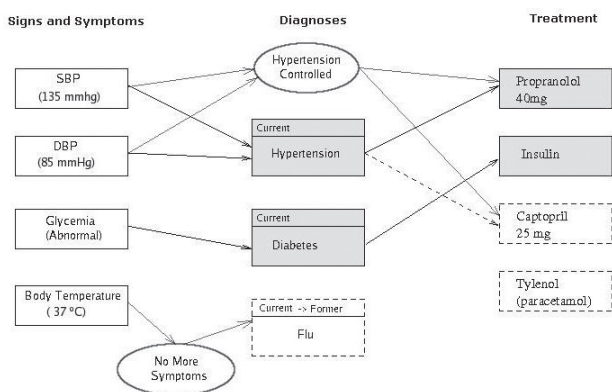 Signs and Symptoms
Diagnoses
Treatment
SBP
(135 mmhg)
Hypertension
Controlled
Propranolol
40mg
DBP
(85 mmHg)
Current
Hypertension
Insulin
Glycemia
(Abnormal)
Current
Diabetes
Captopril
25 mg
Body Temperature
( 37 ºC)
Current -> Former
Flu
Tylenol
(paracetamol)
No More
Symptoms